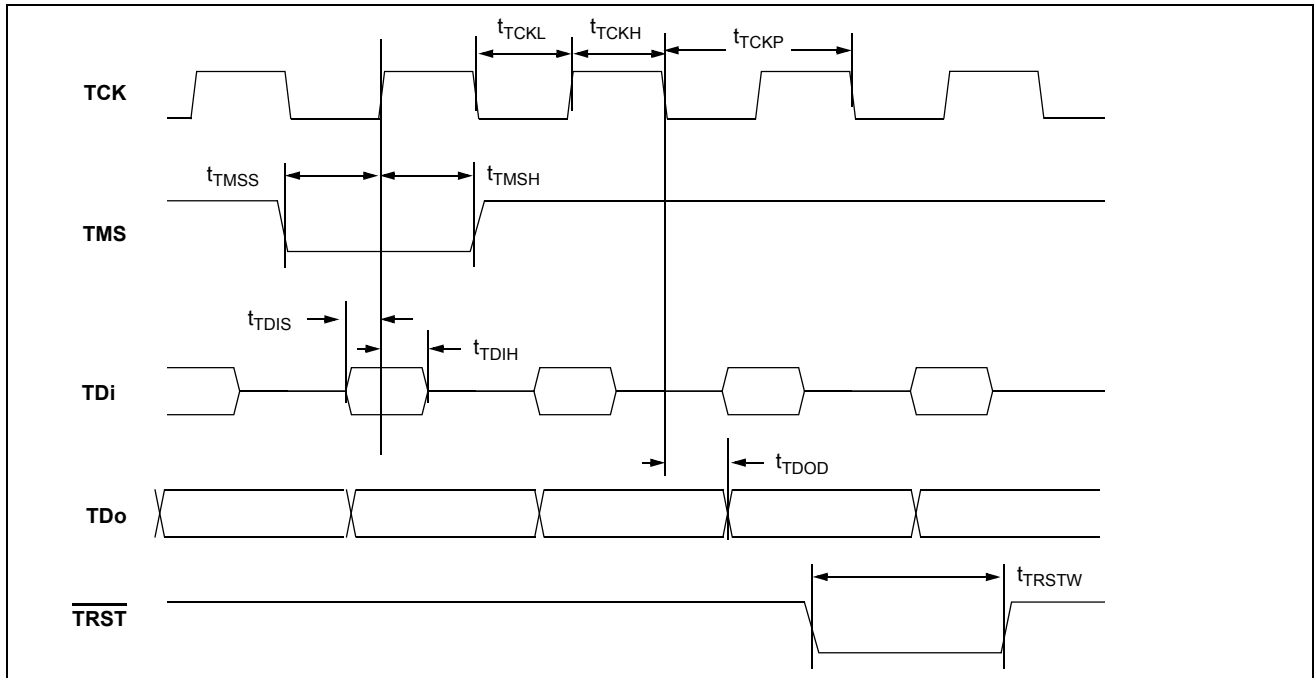 tTCKL tTCKH tTCKP
TCK
tTMSS tTMSH
TMS
tTDIS
tTDIH
TDi
tTDOD
TDo
tTRSTW
TRST